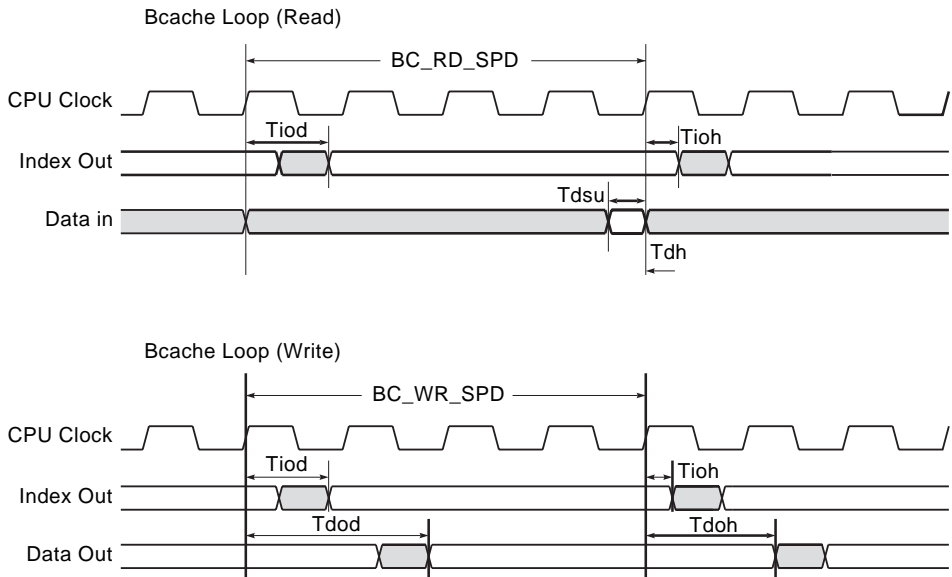 Bcache Loop (Read)
BC_RD_SPD
CPU Clock
Tiod
Tioh
Index Out
Tdsu
Data in
Tdh
Bcache Loop (Write)
BC_WR_SPD
CPU Clock
Tiod
Tioh
Index Out
Tdod
Tdoh
Data Out